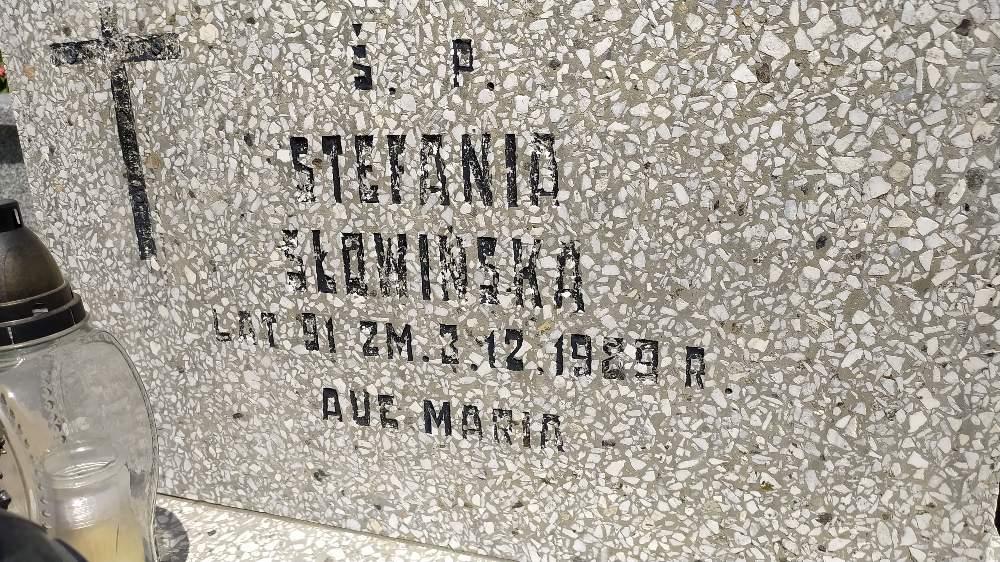 Ś. P.
STEFANIA
SŁOWIŃSKA
LAT 91 ZM. 3.12.1989 R.
AVE MARIA